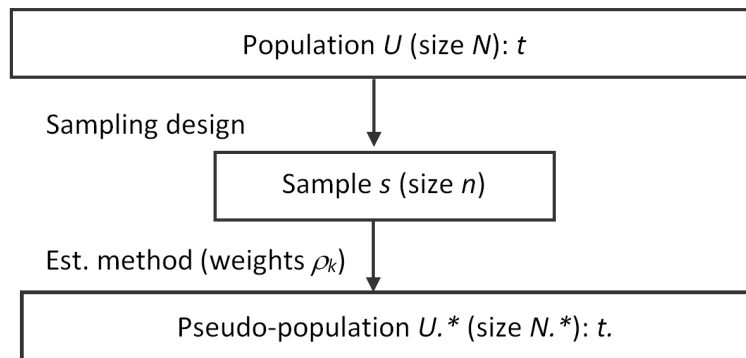 Population U (size N): t
Sampling design
Sample s (size n)
Est. method (weights ρk)
Pseudo-population U.* (size N.*): t.